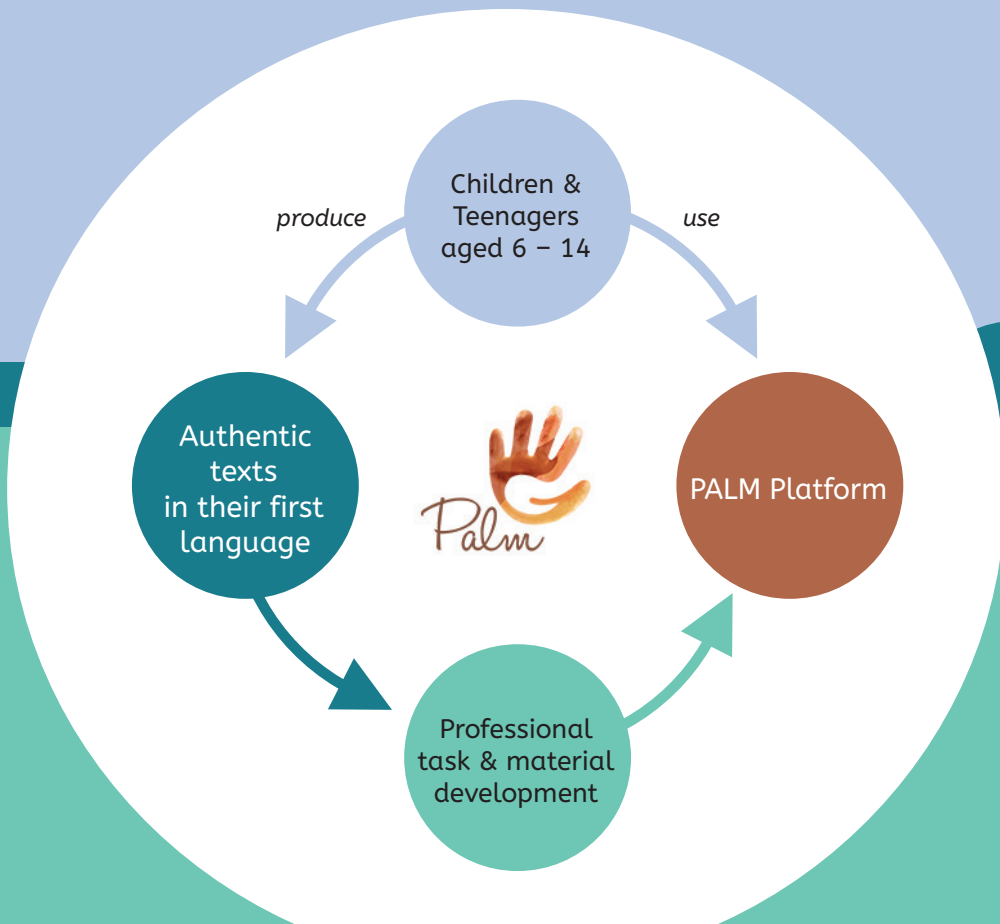 Children &
Teenagers
aged 6 – 14
produce
use
Authentic
texts
in their first
language
Palm
PALM Platform
Professional
task & material
development